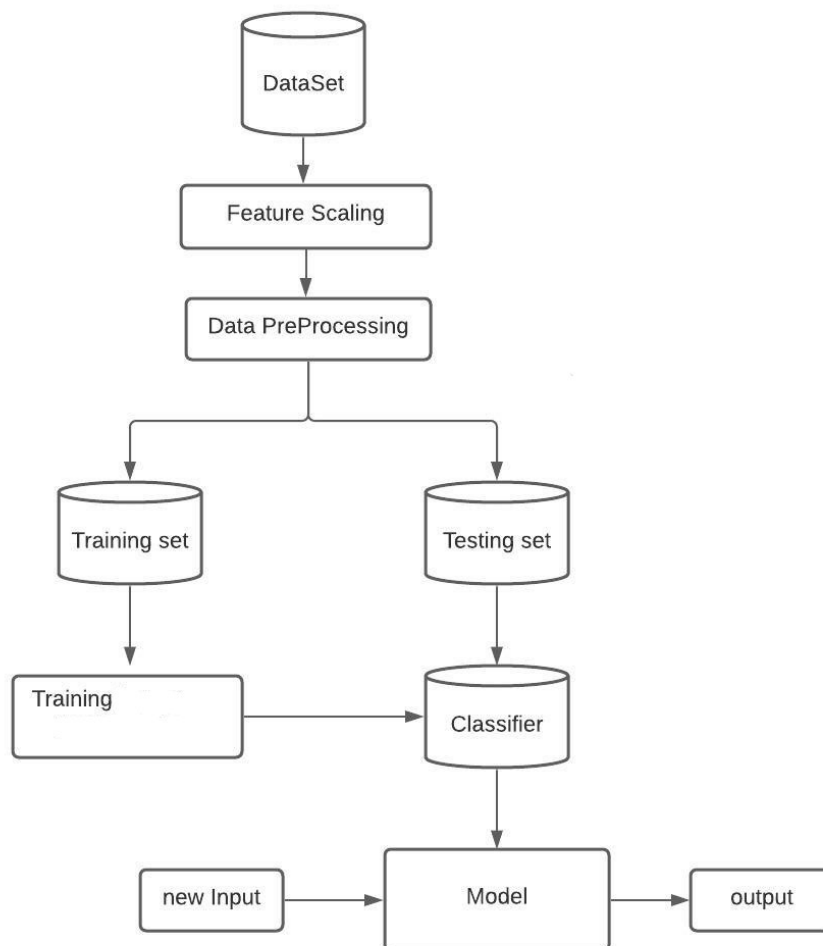 DataSet
Feature Scaling
Data PreProcessing
Training set
Testing set
Training
Classifier
new Input
Model
output